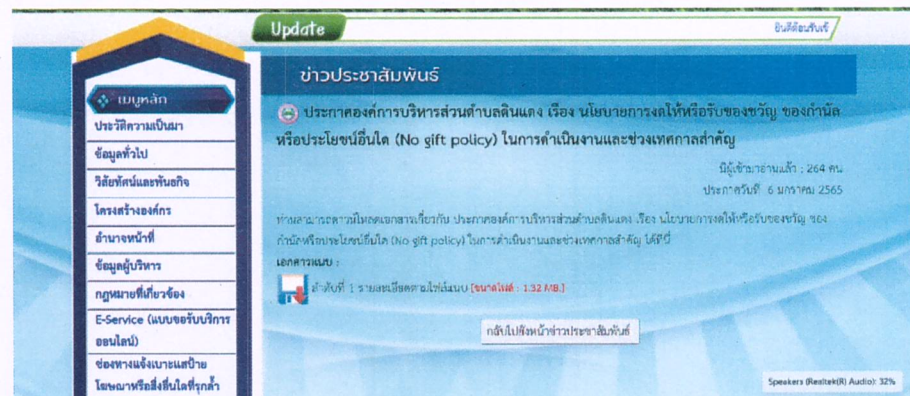 Update
ยินดีต้อนรับเข้
ข่าวประชาสัมพันธ์
เมนูหลัก
ประวัติความเป็นมา
ข้อมูลทั่วไป
วิสัยทัศน์และพันธกิจ
โครงสร้างองค์กร
อำนาจหน้าที่
ข้อมูลผู้บริหาร
กฎหมายที่เกี่ยวข้อง
E-Service (แบบขอรับบริการ
ออนไลน์)
ช่องทางแจ้งเบาะแสป้าย
โฆษณาหรือสิ่งอื่นใดที่รุกล้ำ
ประกาศองค์การบริหารส่วนตำบลดินแดง เรื่อง นโยบายการงดให้หรือรับของขวัญ ของกำนัล
หรือประโยชน์อื่นใด (No gift policy) ในการดำเนินงานและช่วงเทศกาลสำคัญ
มีผู้เข้ามาอ่านแล้ว : 264 คน
ประกาศวันที่ 6 มกราคม 2565
ท่านสามารถดาวน์โหลดเอกสารเกี่ยวกับ ประกาศองค์การบริหารส่วนตำบลดินแดง เรื่อง นโยบายการงดให้หรือรับของขวัญ ของ
กำนัลหรือประโยชน์อื่นใด (No gift policy) ในการดำเนินงานและช่วงเทศกาลสำคัญ ได้ที่นี่
เอกสารแนบ :
ลำดับที่ 1 รายละเอียดตามไฟล์แนบ [ขนาดไฟล์ : 1.32 MB.]
กลับไปยังหน้าข่าวประชาสัมพันธ์
Speakers (Realtek(R) Audio): 32%